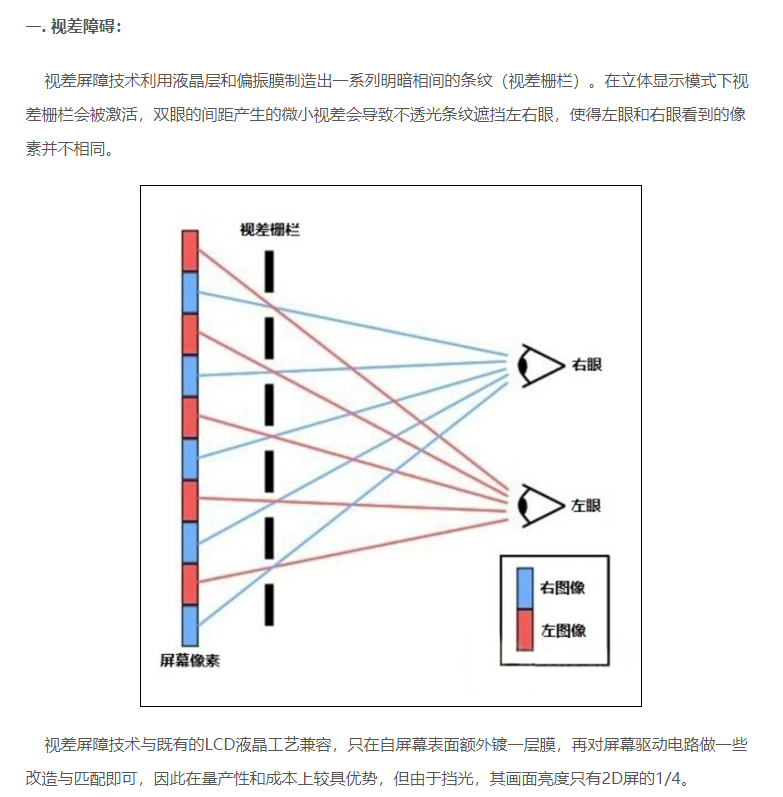 一. 视差障碍：
视差屏障技术利用液晶层和偏振膜制造出一系列明暗相间的条纹（视差栅栏）。在立体显示模式下视
差栅栏会被激活，双眼的间距产生的微小视差会导致不透光条纹遮挡左右眼，使得左眼和右眼看到的像
素并不相同。
视差栅栏
右眼
左眼
右图像
左图像
屏幕像素
视差屏障技术与既有的LCD液晶工艺兼容，只在自屏幕表面额外镀一层膜，再对屏幕驱动电路做一些
改造与匹配即可，因此在量产性和成本上较具优势，但由于挡光，其画面亮度只有2D屏的1/4。